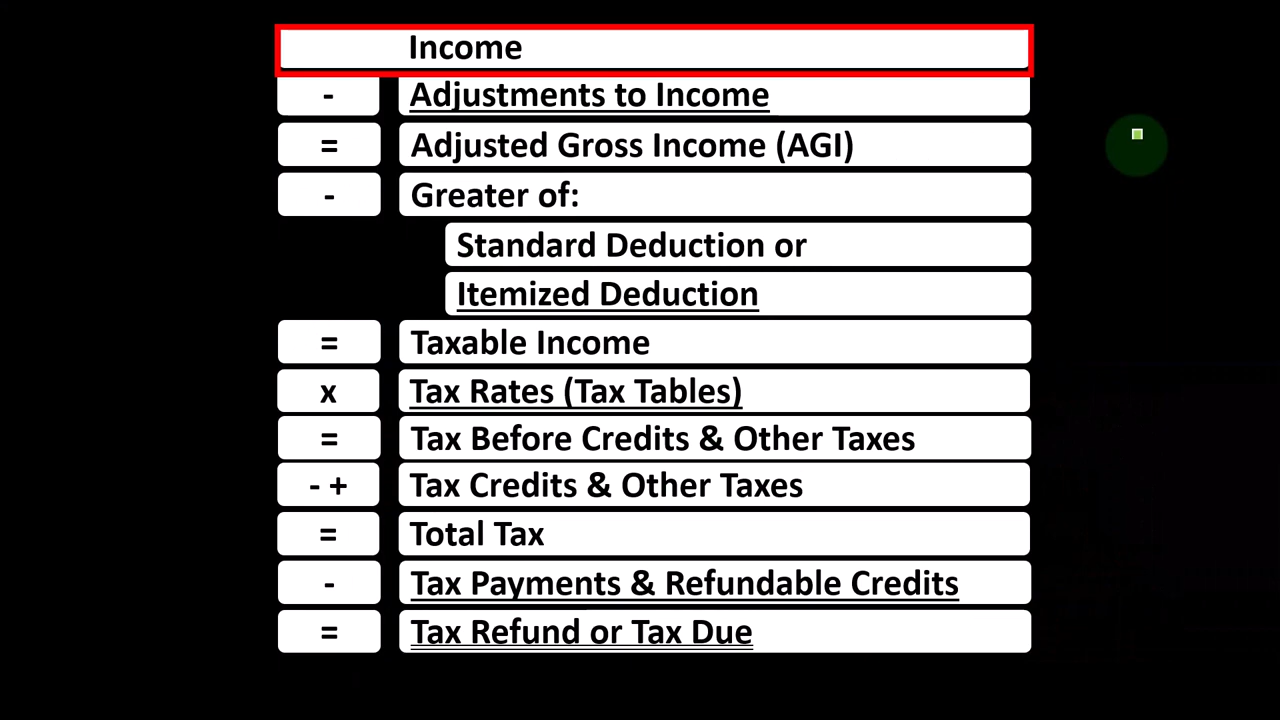 Income
- Adjustments to Income
= Adjusted Gross Income (AGI)
- Greater of:
Standard Deduction or
Itemized Deduction
= Taxable Income
x Tax Rates (Tax Tables)
= Tax Before Credits & Other Taxes
- + Tax Credits & Other Taxes
= Total Tax
- Tax Payments & Refundable Credits
= Tax Refund or Tax Due